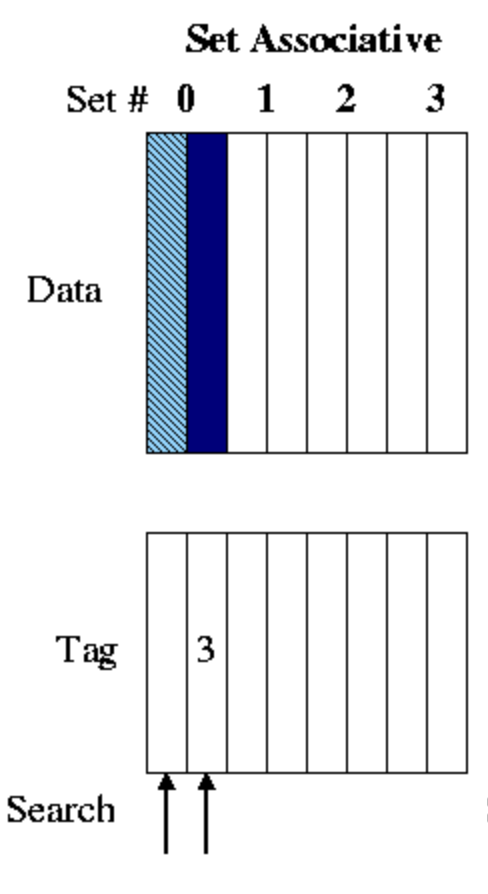 Set Associative
Set # 0 1 2 3
Data
Tag
3
Search